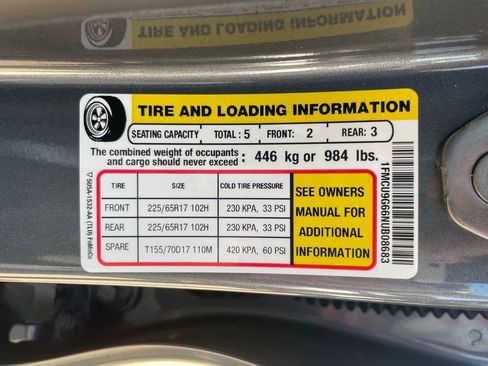 TIRE AND LOADING INFORMATION
TIRE AND LOADING INFORMATION
SEATING CAPACITY TOTAL : 5 FRONT: 2 REAR: 3
The combined weight of occupants and cargo should never exceed : 446 kg or 984 lbs.
TIRE SIZE COLD TIRE PRESSURE
FRONT 225/65R17 102H 230 KPA, 33 PSI
REAR 225/65R17 102H 230 KPA, 33 PSI
SPARE T155/70D17 110M 420 KPA, 60 PSI
SEE OWNERS
MANUAL FOR
ADDITIONAL
INFORMATION
1FMCU9G66NUB08683